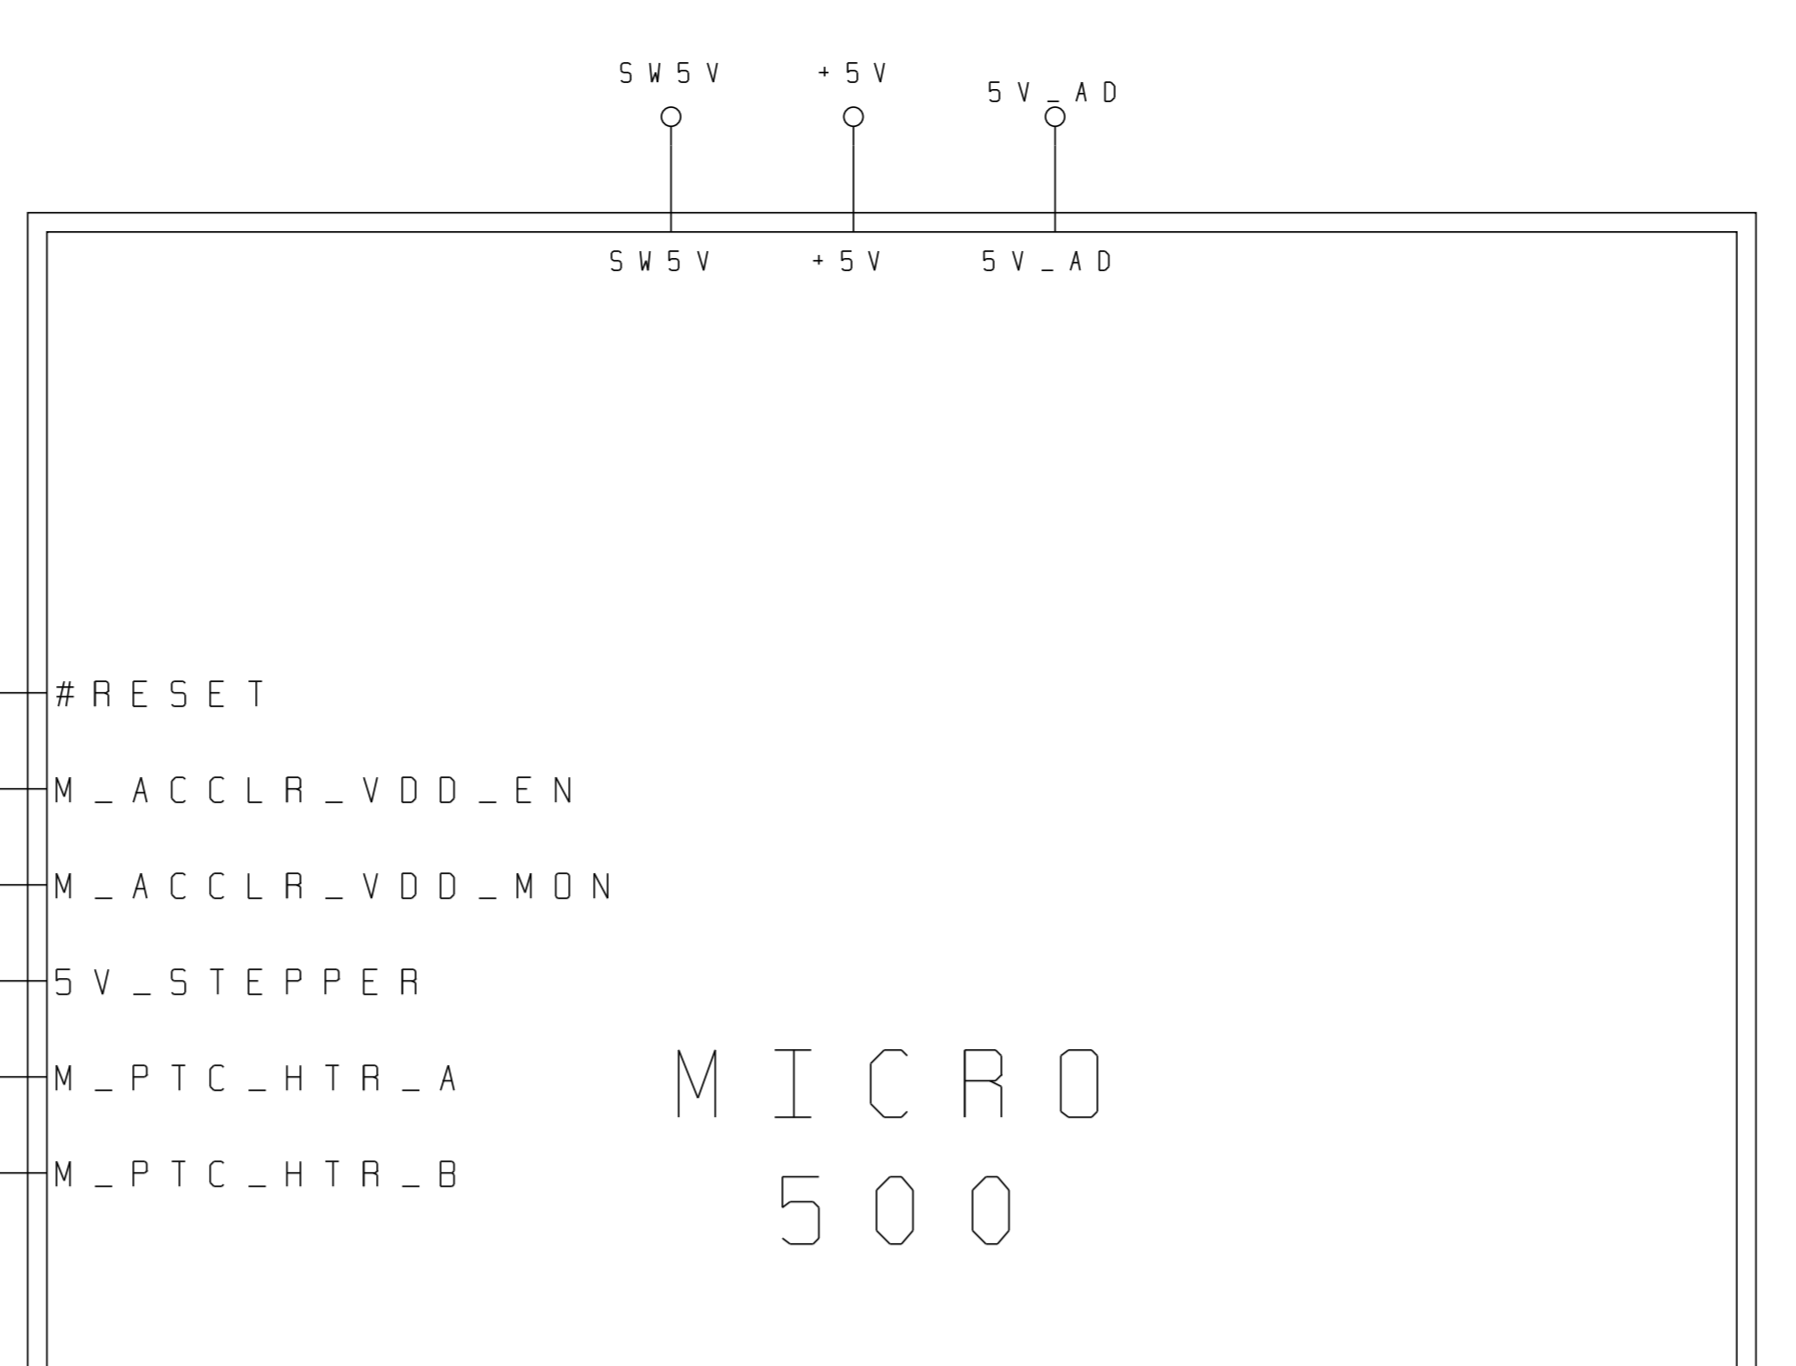 SW5V +5V 5V_AD
SW5V +5V 5V_AD
#RESET
M_ACCLR_VDD_EN
M_ACCLR_VDD_MON
5V_STEPPER
M_PTC_HTR_A
M_PTC_HTR_B
MICRO
500